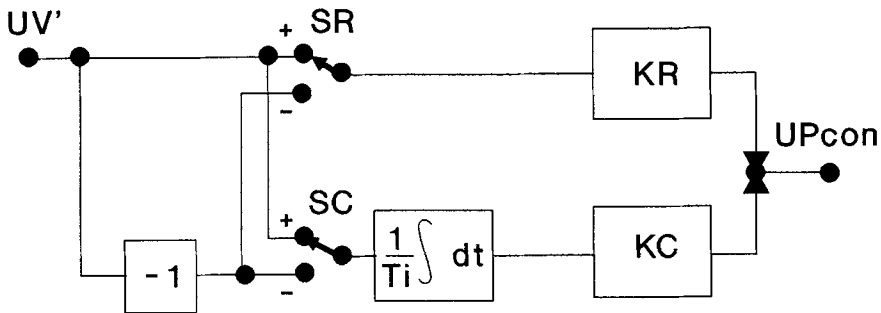 UV'
SR
+
-
KR
UPcon
SC
+
-
-1
1/Ti ∫ dt
KC